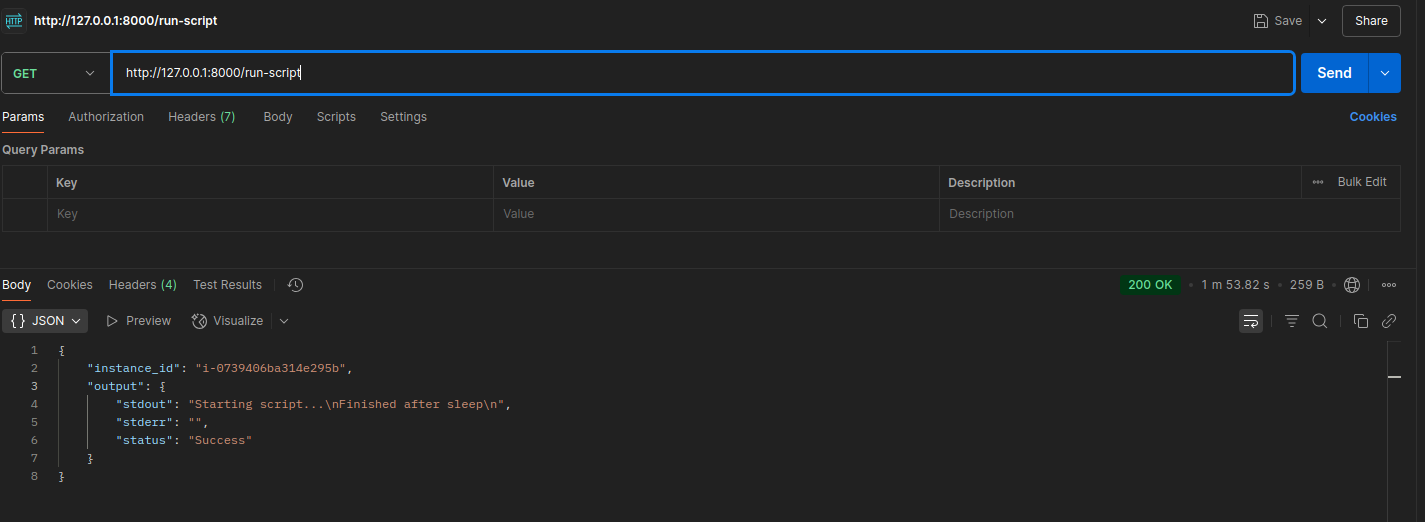 HTTP http://127.0.0.1:8000/run-script Save Share
GET http://127.0.0.1:8000/run-script Send
Params Authorization Headers (7) Body Scripts Settings Cookies
Query Params
Key Value Description Bulk Edit
Key Value Description
Body Cookies Headers (4) Test Results 200 OK • 1 m 53.82 s • 259 B
{} JSON Preview Visualize
1 {
2 "instance_id": "i-0739406ba314e295b",
3 "output": {
4 "stdout": "Starting script...\nFinished after sleep\n",
5 "stderr": "",
6 "status": "Success"
7 }
8 }